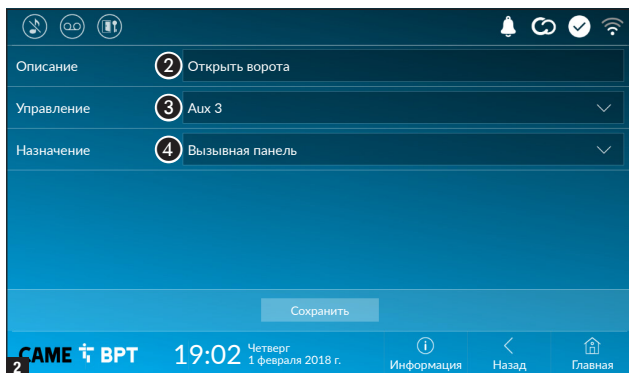 Описание 2 Открыть ворота
Управление 3 Aux 3
Назначение 4 Вызывная панель
Сохранить
2 CAME BPT 19:02 Четверг
1 февраля 2018 г.
Информация Назад Главная